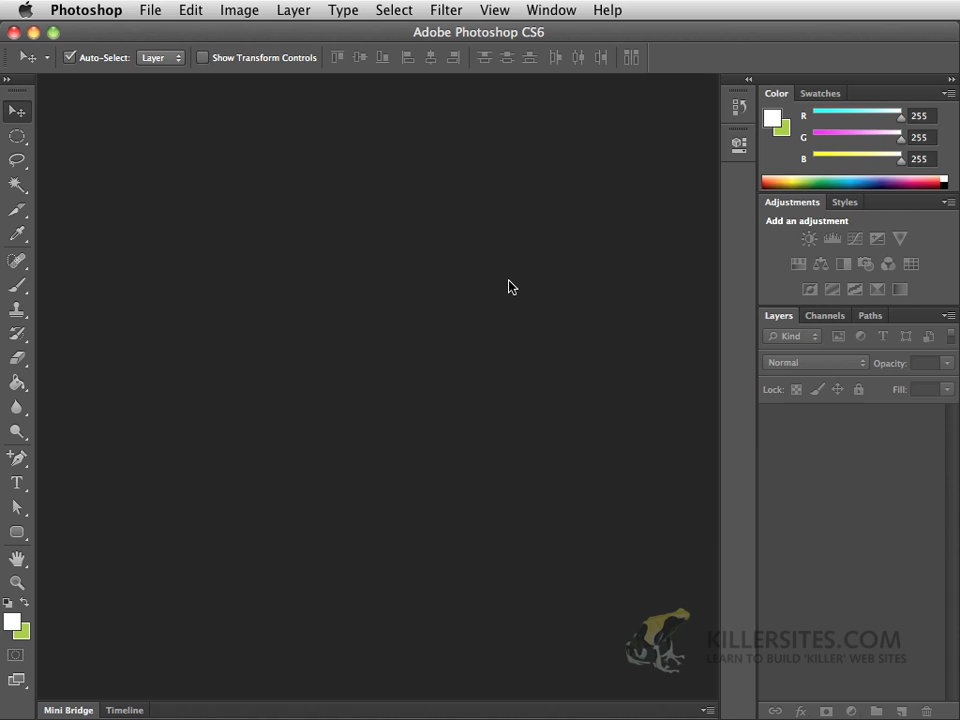 Photoshop File Edit Image Layer Type Select Filter View Window Help
Adobe Photoshop CS6
Auto-Select: Layer Show Transform Controls
Color Swatches
R 255
G 255
B 255
Adjustments Styles
Add an adjustment
Layers Channels Paths
Kind
Normal Opacity:
Lock: Fill:
KILLERSITES.COM
LEARN TO BUILD 'KILLER' WEB SITES
Mini Bridge Timeline